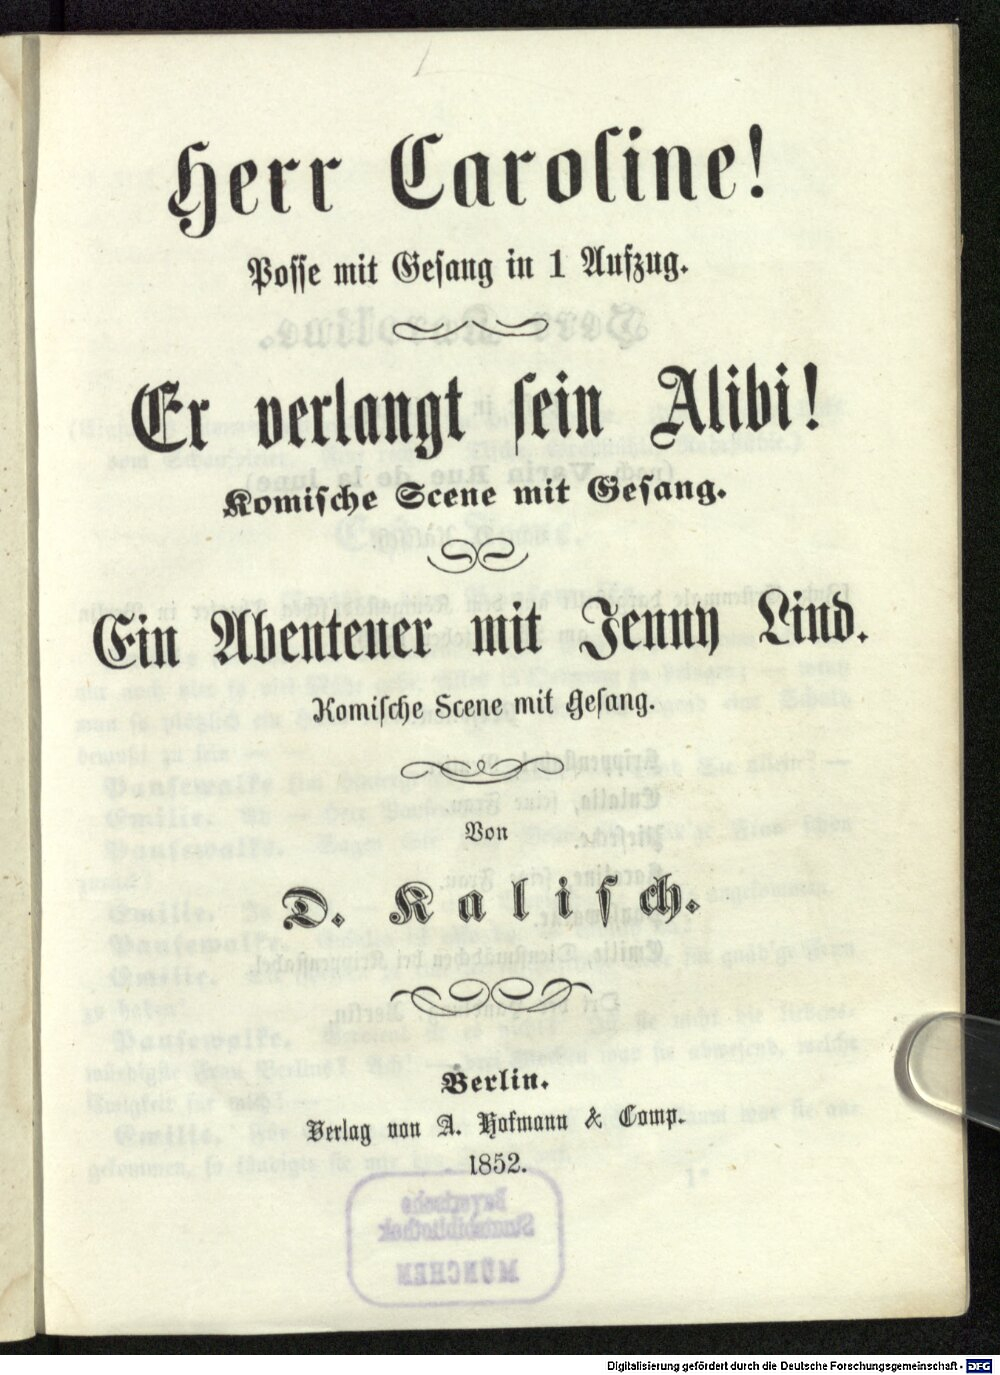 Herr Caroline!
Posse mit Gesang in 1 Aufzug.
Er verlangt sein Alibi!
Komische Scene mit Gesang.
Ein Abenteuer mit Jenny Lind.
Komische Scene mit Gesang.
Von
D. Kalisch.
Berlin.
Verlag von A. Hofmann & Comp.
1852.
Bayerische
Staatsbibliothek
MÜNCHEN
Digitalisierung gefördert durch die Deutsche Forschungsgemeinschaft - DFG